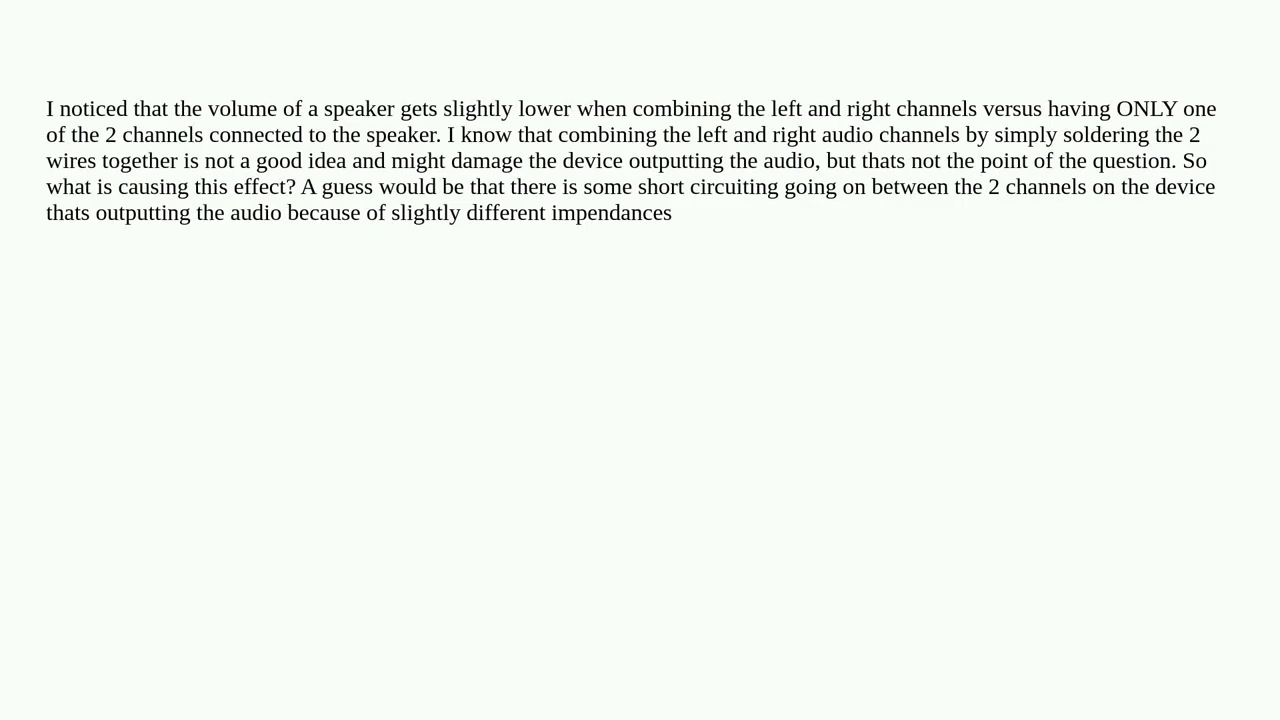 I noticed that the volume of a speaker gets slightly lower when combining the left and right channels versus having ONLY one
of the 2 channels connected to the speaker. I know that combining the left and right audio channels by simply soldering the 2
wires together is not a good idea and might damage the device outputting the audio, but thats not the point of the question. So
what is causing this effect? A guess would be that there is some short circuiting going on between the 2 channels on the device
thats outputting the audio because of slightly different impendances